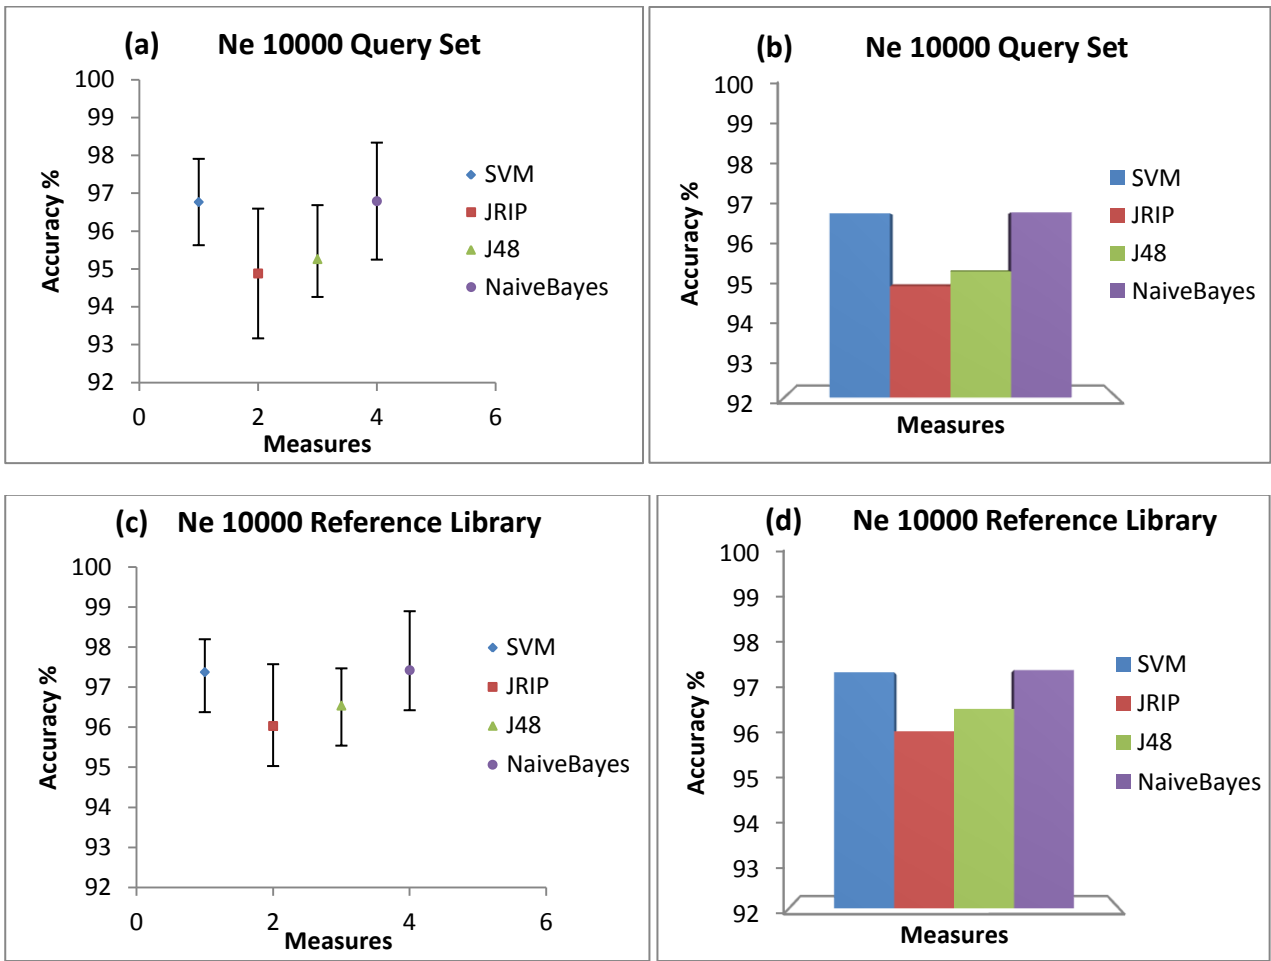 (a) Ne 10000 Query Set
100
99
98
97
96
95
94
93
92
0 2 4 6
Accuracy %
Measures
SVM
JRIP
J48
NaiveBayes
(b) Ne 10000 Query Set
100
99
98
97
96
95
94
93
92
Accuracy %
Measures
SVM
JRIP
J48
NaiveBayes
(c) Ne 10000 Reference Library
100
99
98
97
96
95
94
93
92
0 2 4 6
Accuracy %
Measures
SVM
JRIP
J48
NaiveBayes
(d) Ne 10000 Reference Library
100
99
98
97
96
95
94
93
92
Accuracy %
Measures
SVM
JRIP
J48
NaiveBayes